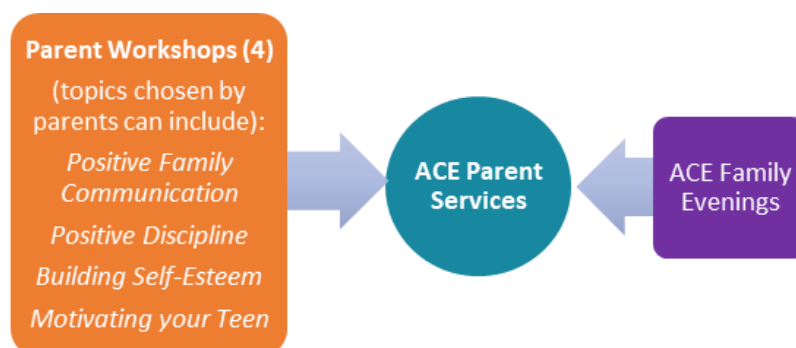 Parent Workshops (4)
(topics chosen by
parents can include):
Positive Family
Communication
Positive Discipline
Building Self-Esteem
Motivating your Teen
ACE Parent
Services
ACE Family
Evenings